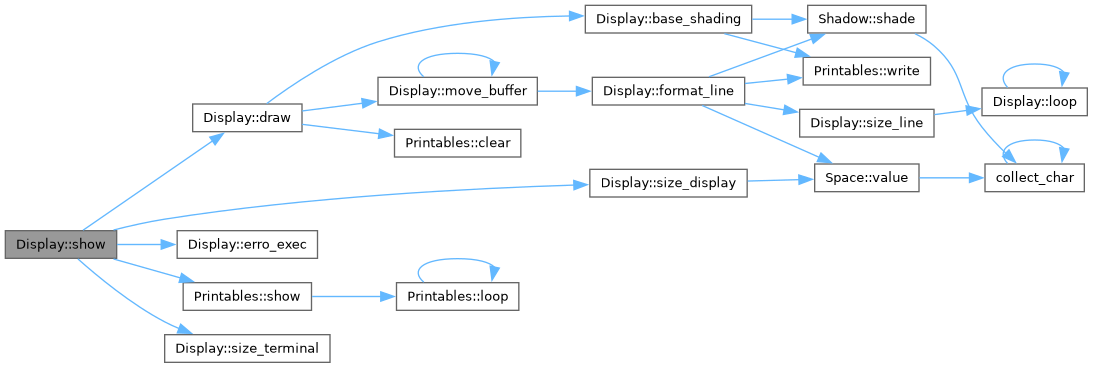 Display::show
Display::draw
Display::base_shading
Shadow::shade
Printables::write
Display::move_buffer
Display::format_line
Display::size_line
Display::loop
Space::value
collect_char
Printables::clear
Display::size_display
Display::erro_exec
Printables::show
Printables::loop
Display::size_terminal